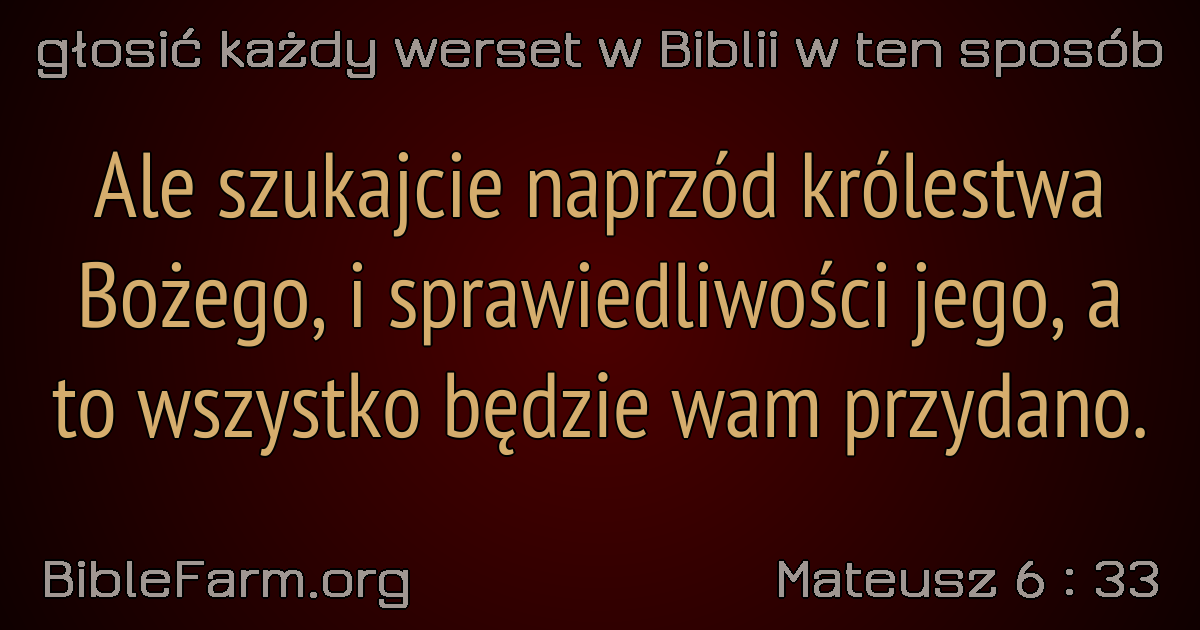 głosić każdy werset w Biblii w ten sposób
Ale szukajcie naprzód królestwa
Bożego, i sprawiedliwości jego, a
to wszystko będzie wam przydano.
BibleFarm.org
Mateusz 6 : 33